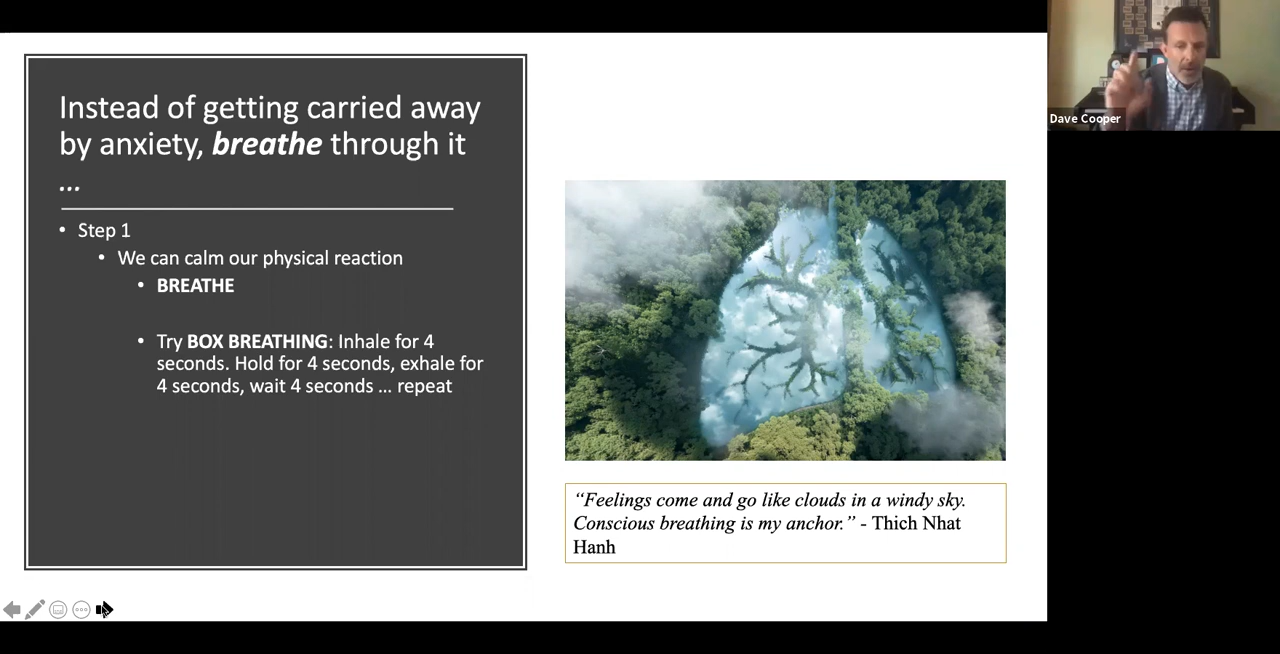 Instead of getting carried away
by anxiety, breathe through it
...
• Step 1
• We can calm our physical reaction
• BREATHE
• Try BOX BREATHING: Inhale for 4
seconds. Hold for 4 seconds, exhale for
4 seconds, wait 4 seconds ... repeat
“Feelings come and go like clouds in a windy sky.
Conscious breathing is my anchor.” - Thich Nhat
Hanh
Dave Cooper